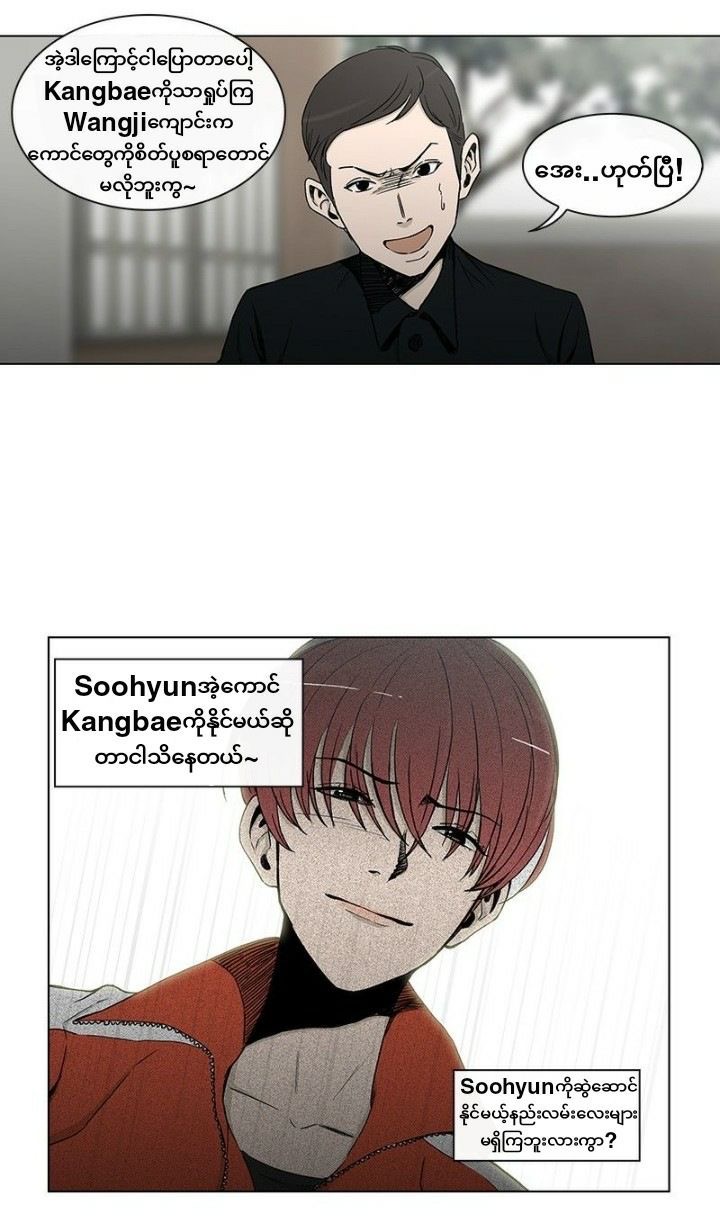 အဲ့ဒါကြောင့်ငါပြောတာပေါ့
Kangbaeကိုသာရှုပ်ကြ
Wangjiကျောင်းက
ကောင်တွေကိုစိတ်ပူစရာတောင်
မလိုဘူးကွ~
အေး..ဟုတ်ပြီ!
Soohyunအဲ့ကောင်
Kangbaeကိုနိုင်မယ်ဆို
တာငါသိနေတယ်~
Soohyunကိုဆွဲဆောင်
နိုင်မယ့်နည်းလမ်းလေးများ
မရှိကြဘူးလားကွာ?